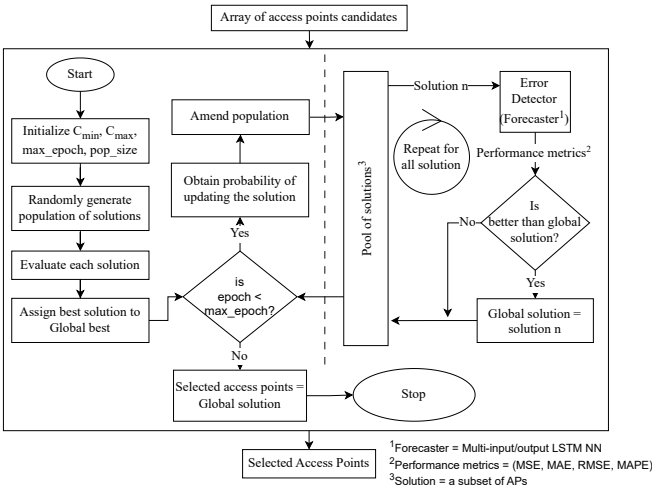 Array of access points candidates
Start
Initialize Cmin, Cmax,
max_epoch, pop_size
Randomly generate
population of solutions
Evaluate each solution
Assign best solution to
Global best
Amend population
Obtain probability of
updating the solution
Yes
is
epoch <
max_epoch?
No
Selected access points =
Global solution
Stop
Pool of solutions3
Solution n
Error
Detector
(Forecaster1)
Repeat for
all solution
Performance metrics2
Is
better than global
solution?
No
Yes
Global solution =
solution n
Selected Access Points
1Forecaster = Multi-input/output LSTM NN
2Performance metrics = (MSE, MAE, RMSE, MAPE)
3Solution = a subset of APs